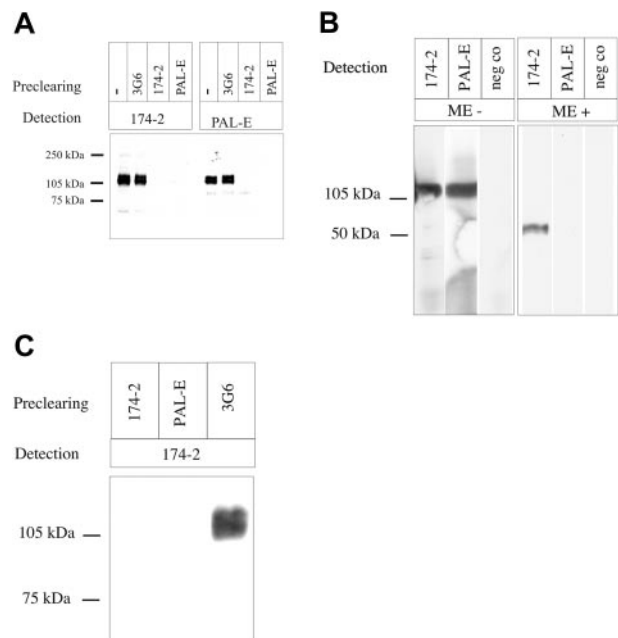 A
Preclearing
-
3G6
174-2
PAL-E
-
3G6
174-2
PAL-E
Detection
174-2
PAL-E
250 kDa
105 kDa
75 kDa
B
Detection
174-2
PAL-E
neg co
174-2
PAL-E
neg co
ME -
ME +
105 kDa
50 kDa
C
Preclearing
174-2
PAL-E
3G6
Detection
174-2
105 kDa
75 kDa